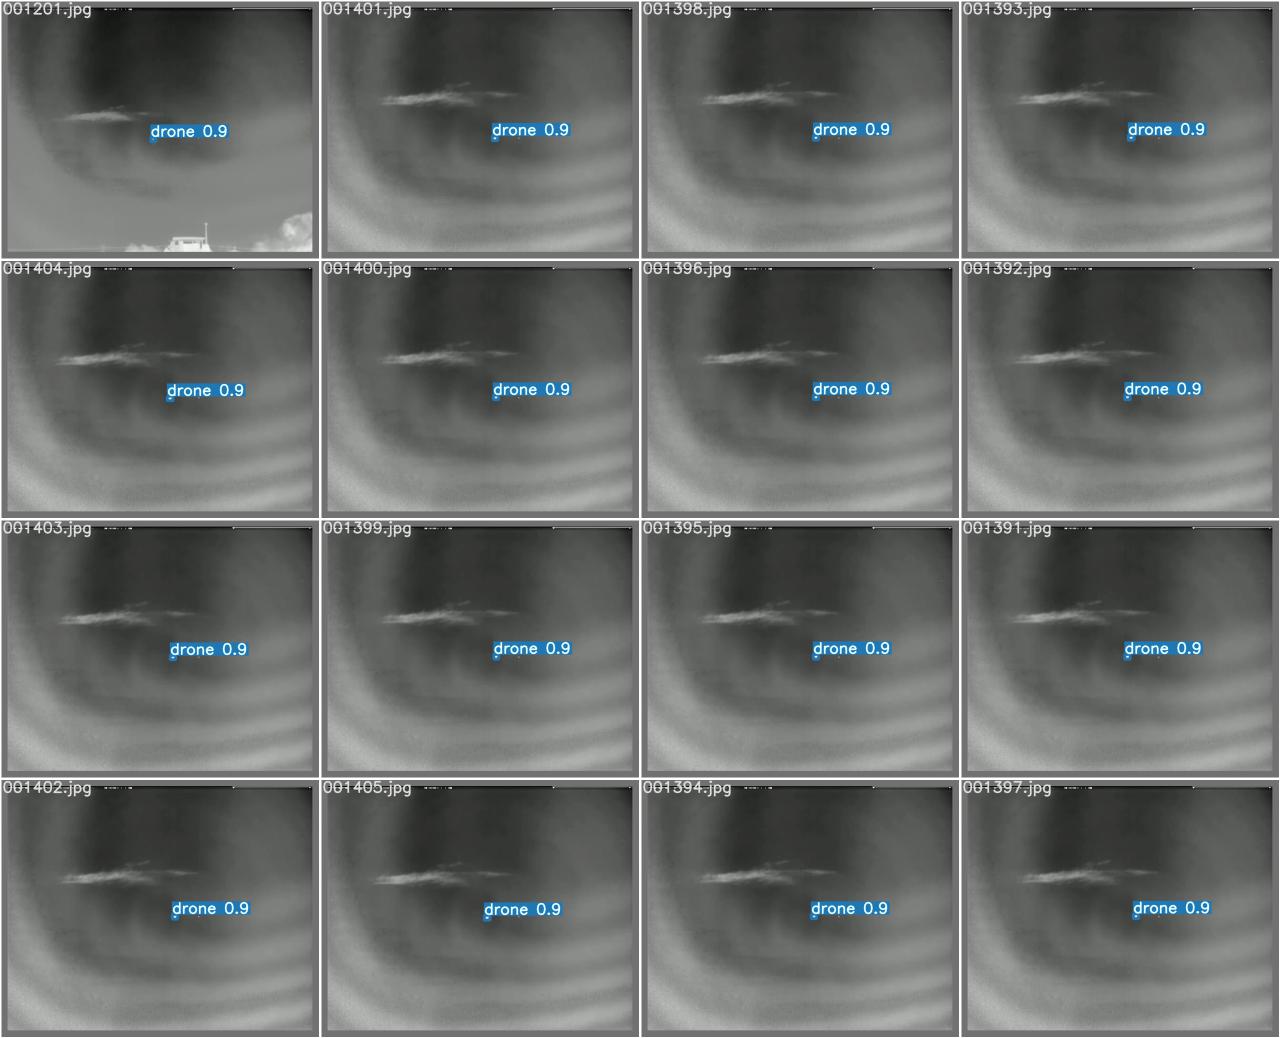 001201.jpg
drone 0.9
001401.jpg
drone 0.9
001398.jpg
drone 0.9
001393.jpg
drone 0.9
001404.jpg
drone 0.9
001400.jpg
drone 0.9
001396.jpg
drone 0.9
001392.jpg
drone 0.9
001403.jpg
drone 0.9
001399.jpg
drone 0.9
001395.jpg
drone 0.9
001391.jpg
drone 0.9
001402.jpg
drone 0.9
001405.jpg
drone 0.9
001394.jpg
drone 0.9
001397.jpg
drone 0.9